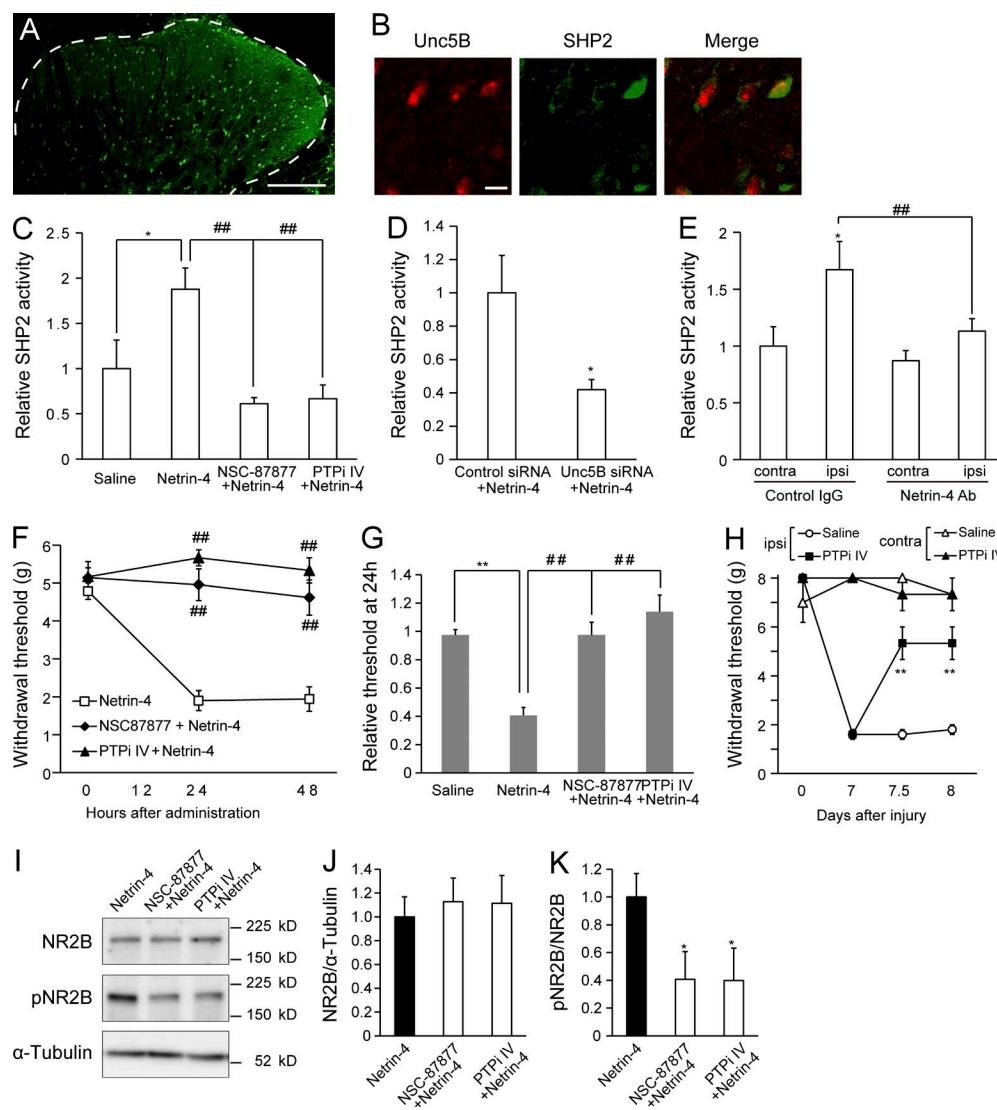 A
B
Unc5B SHP2 Merge
C
Relative SHP2 activity
2.5
2
1.5
1
0.5
0
* ## ##
Saline Netrin-4 NSC-87877 +Netrin-4 PTPi IV +Netrin-4
D
Relative SHP2 activity
1.4
1.2
1
0.8
0.6
0.4
0.2
0
*
Control siRNA +Netrin-4 Unc5B siRNA +Netrin-4
E
Relative SHP2 activity
2
1.5
1
0.5
0
* ##
contra ipsi contra ipsi
Control IgG Netrin-4 Ab
F
Withdrawal threshold (g)
6
5
4
3
2
1
0
## ##
## ##
Netrin-4
NSC87877 + Netrin-4
PTPi IV + Netrin-4
0 12 24 48
Hours after administration
G
Relative threshold at 24h
1.4
1.2
1
0.4
0.4
0.2
0
** ## ##
Saline Netrin-4 NSC-87877 +Netrin-4 PTPi IV +Netrin-4
H
ipsi Saline PTPi IV contra Saline PTPi IV
Withdrawal threshold (g)
8
6
4
2
0
** **
0 7 7.5 8
Days after injury
I
Netrin-4 NSC-87877 +Netrin-4 PTPi IV +Netrin-4
NR2B
225 kD
150 kD
pNR2B
225 kD
150 kD
α-Tubulin
52 kD
J
NR2B/α-Tubulin
1.4
1.2
1.0
0.8
0.6
0.4
0.2
0
Netrin-4 NSC-87877 +Netrin-4 PTPi IV +Netrin-4
K
pNR2B/NR2B
1.2
1.0
0.8
0.6
0.4
0.2
0
* *
Netrin-4 NSC-87877 +Netrin-4 PTPi IV +Netrin-4